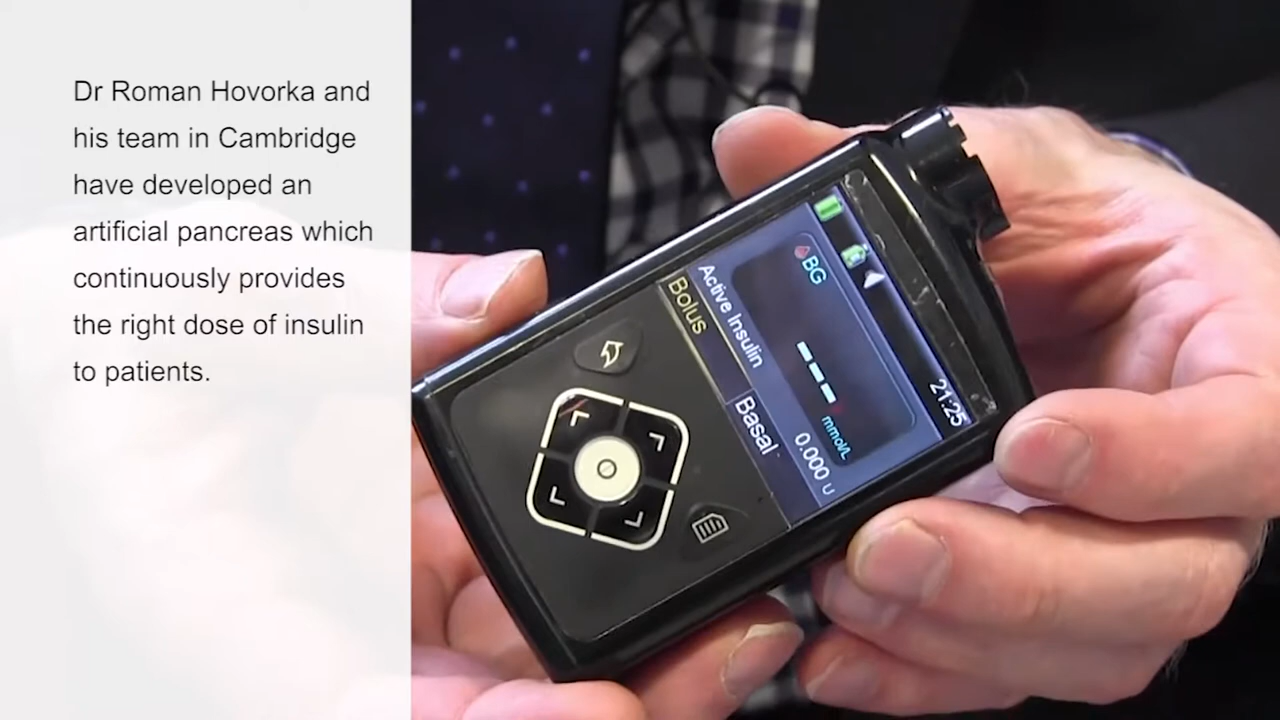 Dr Roman Hovorka and
his team in Cambridge
have developed an
artificial pancreas which
continuously provides
the right dose of insulin
to patients.
21:25
BG
--- mmol/L
Active Insulin 0.000 U
Bolus Basal